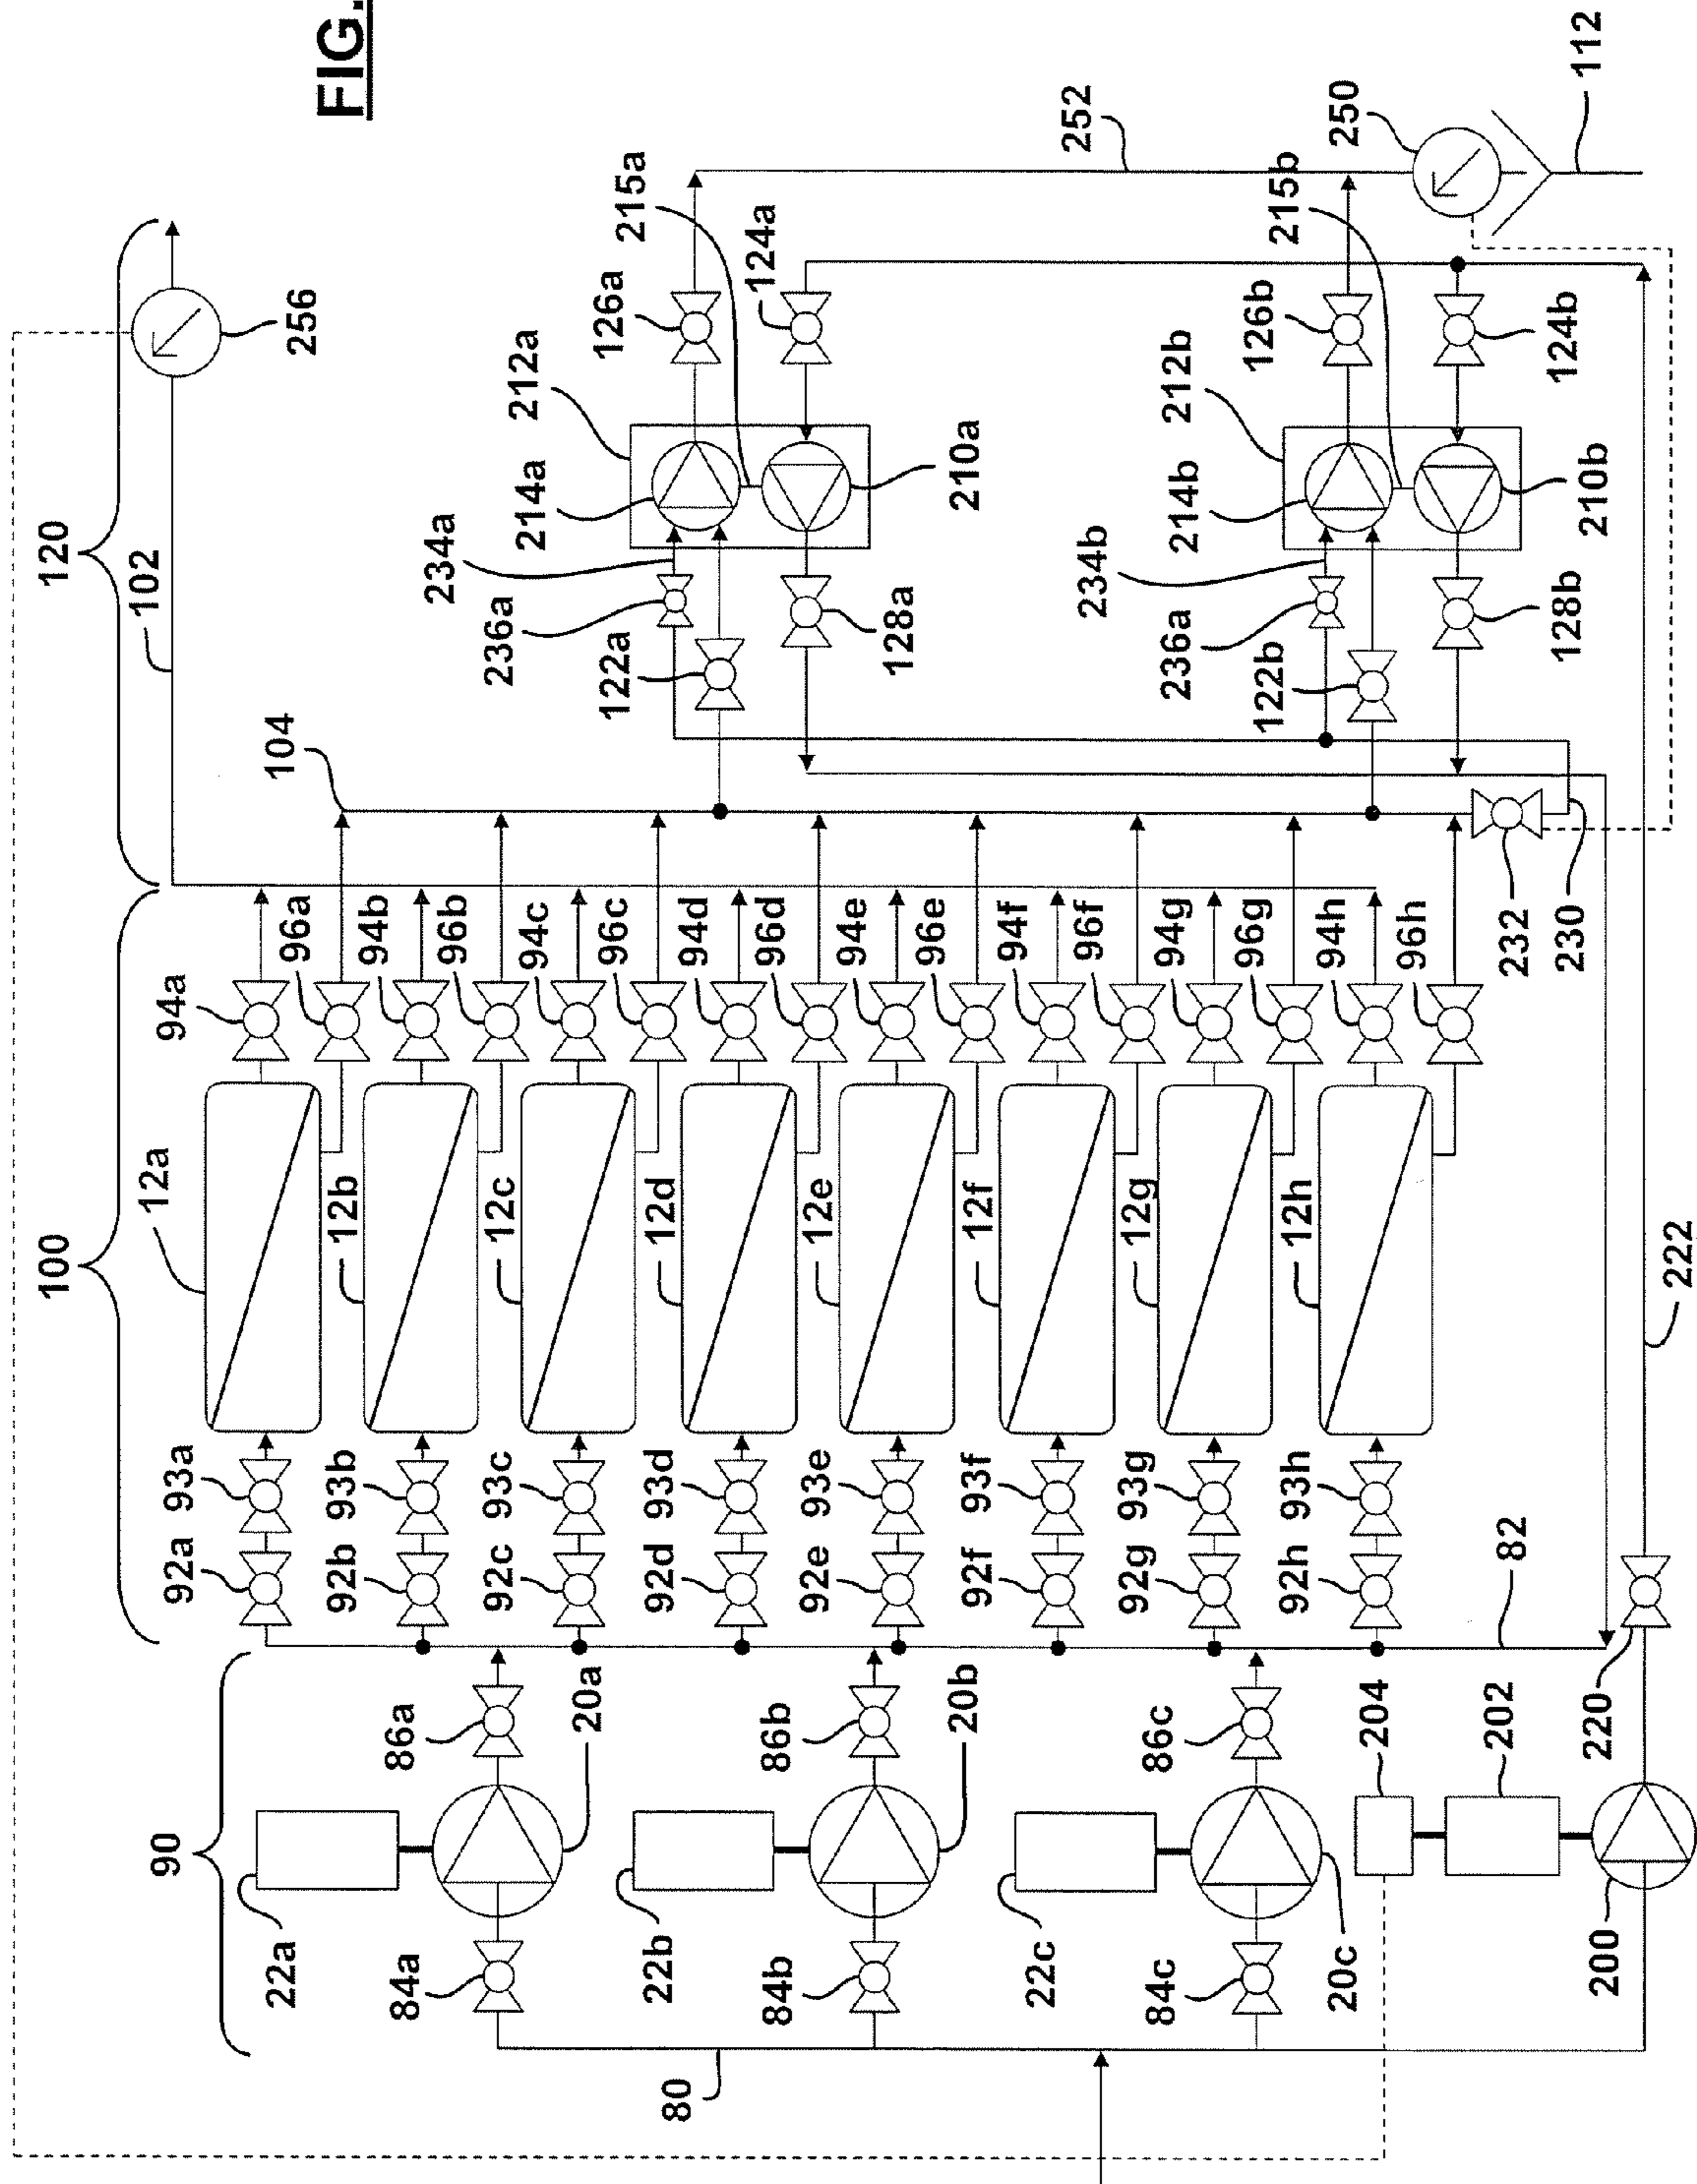 FIG.
120
102
256
104
212a
214a
234a
236a
122a
126a
215a
124a
210a
128a
252
250
112
215b
126b
212b
214b
234b
236a
122b
124b
210b
128b
232
230
222
100
12a
12b
12c
12d
12e
12f
12g
12h
94a
96a
94b
96b
94c
96c
94d
96d
94e
96e
94f
96f
94g
96g
94h
96h
93a
93b
93c
93d
93e
93f
93g
93h
92a
92b
92c
92d
92e
92f
92g
92h
82
90
86a
20a
22a
84a
86b
20b
22b
84b
86c
20c
22c
84c
204
202
220
200
80